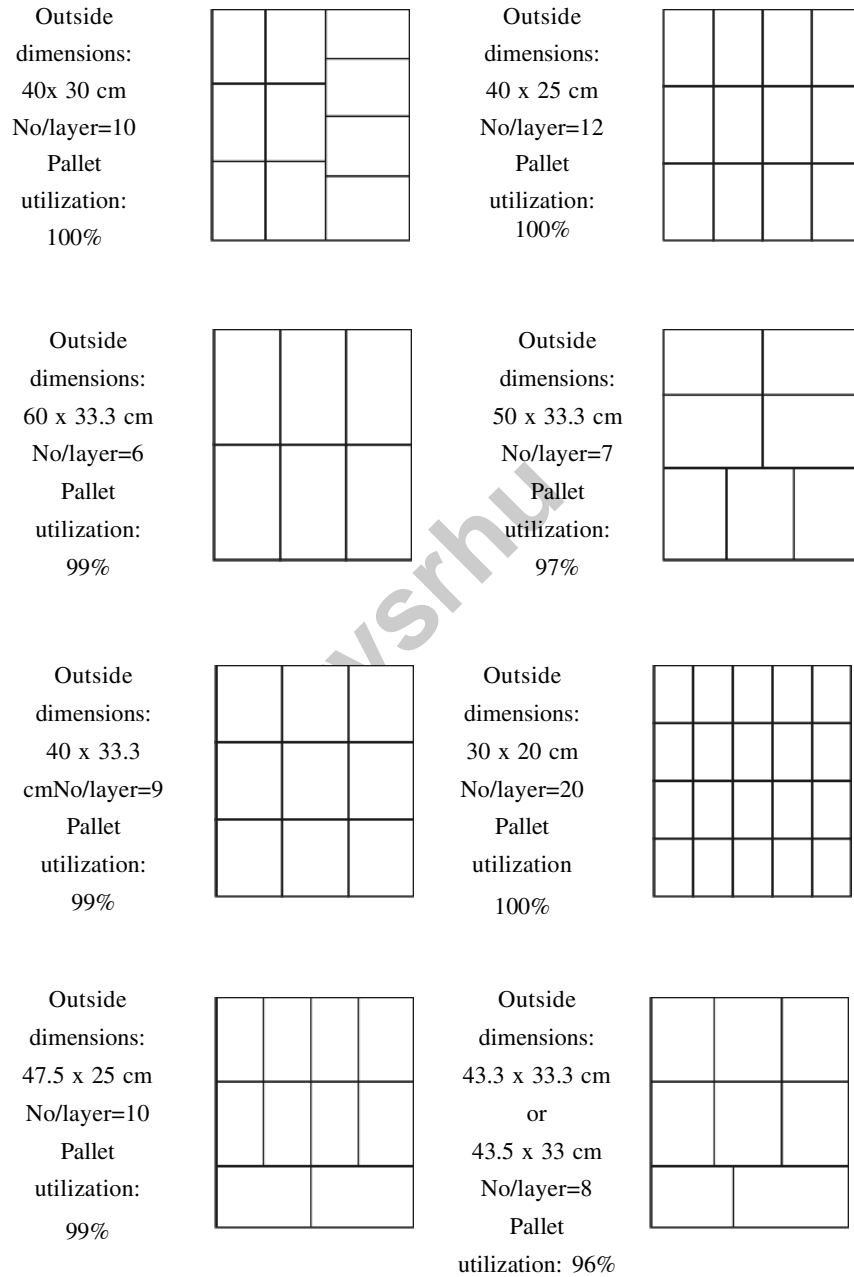 Outside
dimensions:
40x 30 cm
No/layer=10
Pallet
utilization:
100%
Outside
dimensions:
40 x 25 cm
No/layer=12
Pallet
utilization:
100%
Outside
dimensions:
60 x 33.3 cm
No/layer=6
Pallet
utilization:
99%
Outside
dimensions:
50 x 33.3 cm
No/layer=7
Pallet
utilization:
97%
Outside
dimensions:
40 x 33.3
cmNo/layer=9
Pallet
utilization:
99%
Outside
dimensions:
30 x 20 cm
No/layer=20
Pallet
utilization
100%
Outside
dimensions:
47.5 x 25 cm
No/layer=10
Pallet
utilization:
99%
Outside
dimensions:
43.3 x 33.3 cm
or
43.5 x 33 cm
No/layer=8
Pallet
utilization: 96%
vsrhu